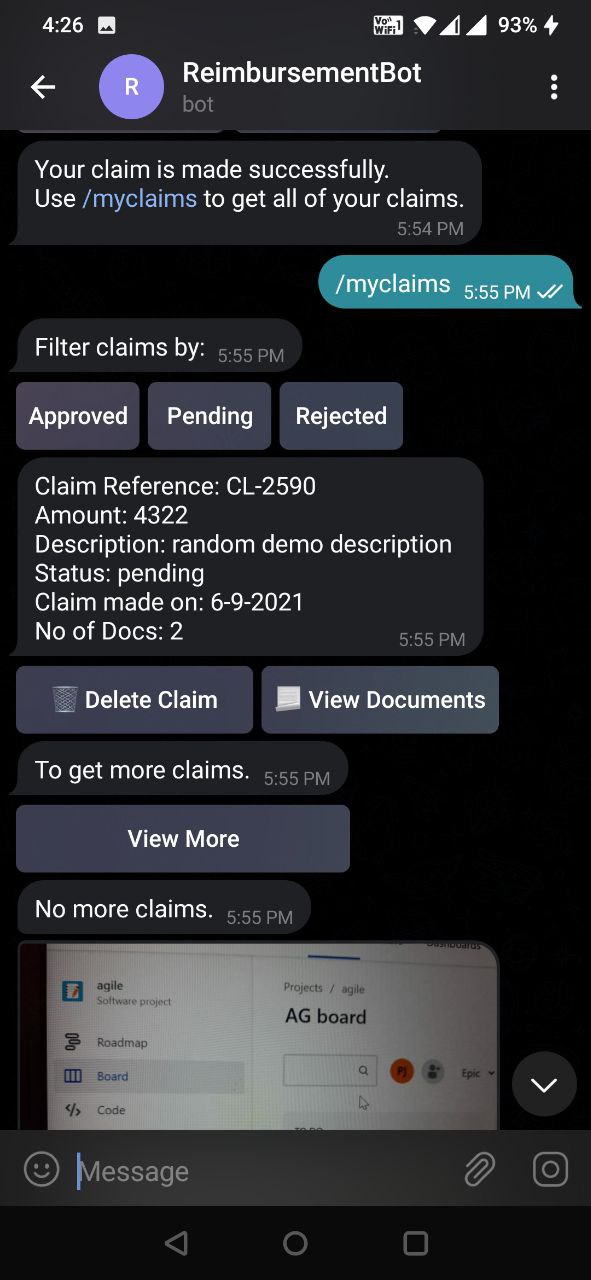 4:26
Vo)) 1
WiFi
93%
R
ReimbursementBot
bot
Your claim is made successfully.
Use /myclaims to get all of your claims.
5:54 PM
/myclaims 5:55 PM
Filter claims by: 5:55 PM
Approved Pending Rejected
Claim Reference: CL-2590
Amount: 4322
Description: random demo description
Status: pending
Claim made on: 6-9-2021
No of Docs: 2
5:55 PM
Delete Claim View Documents
To get more claims. 5:55 PM
View More
No more claims. 5:55 PM
Dashboards
agile
Software project
Projects / agile
AG board
Roadmap
Board
PJ
Epic
Code
TO DO
Message